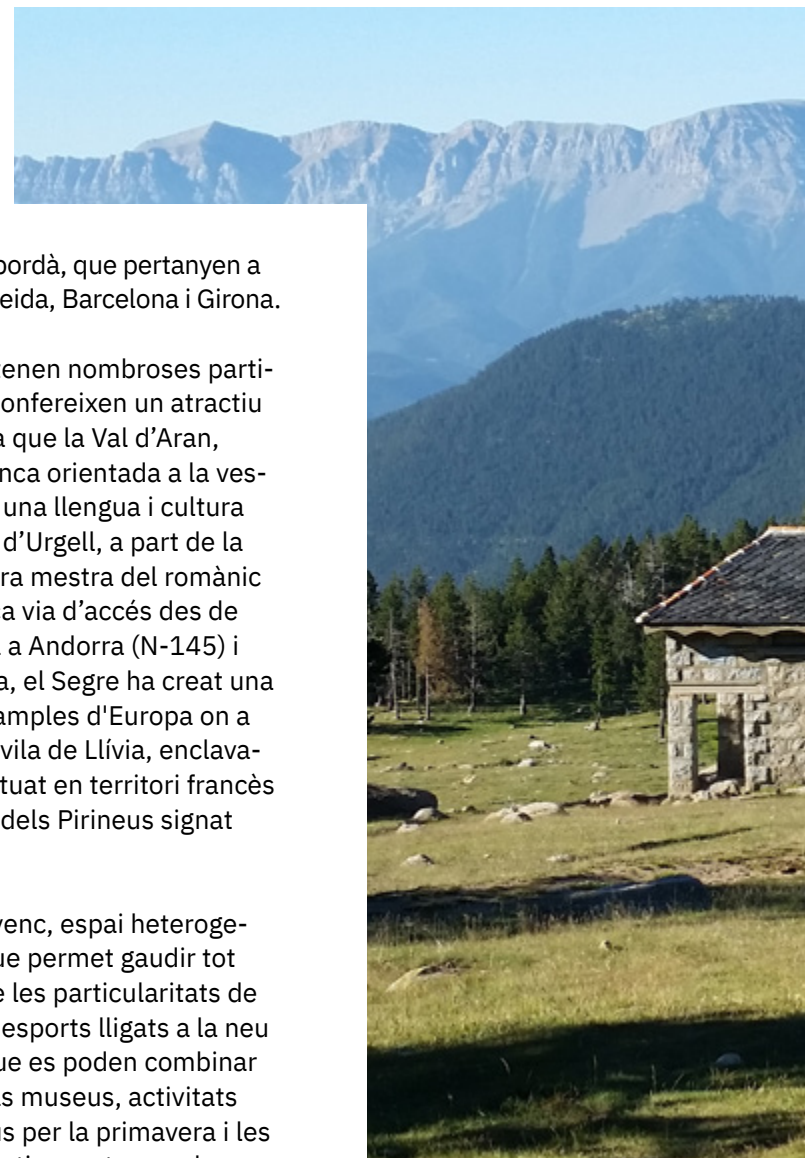 bordà, que pertanyen a
eida, Barcelona i Girona.
tenen nombroses parti-
onfereixen un atractiu
a que la Val d’Aran,
nca orientada a la ves-
una llengua i cultura
d’Urgell, a part de la
ra mestra del romànic
a via d’accés des de
a Andorra (N-145) i
a, el Segre ha creat una
amples d'Europa on a
vila de Llívia, enclava-
tuat en territori francès
dels Pirineus signat
venc, espai heteroge-
ue permet gaudir tot
e les particularitats de
esports lligats a la neu
ue es poden combinar
s museus, activitats
us per la primavera i les